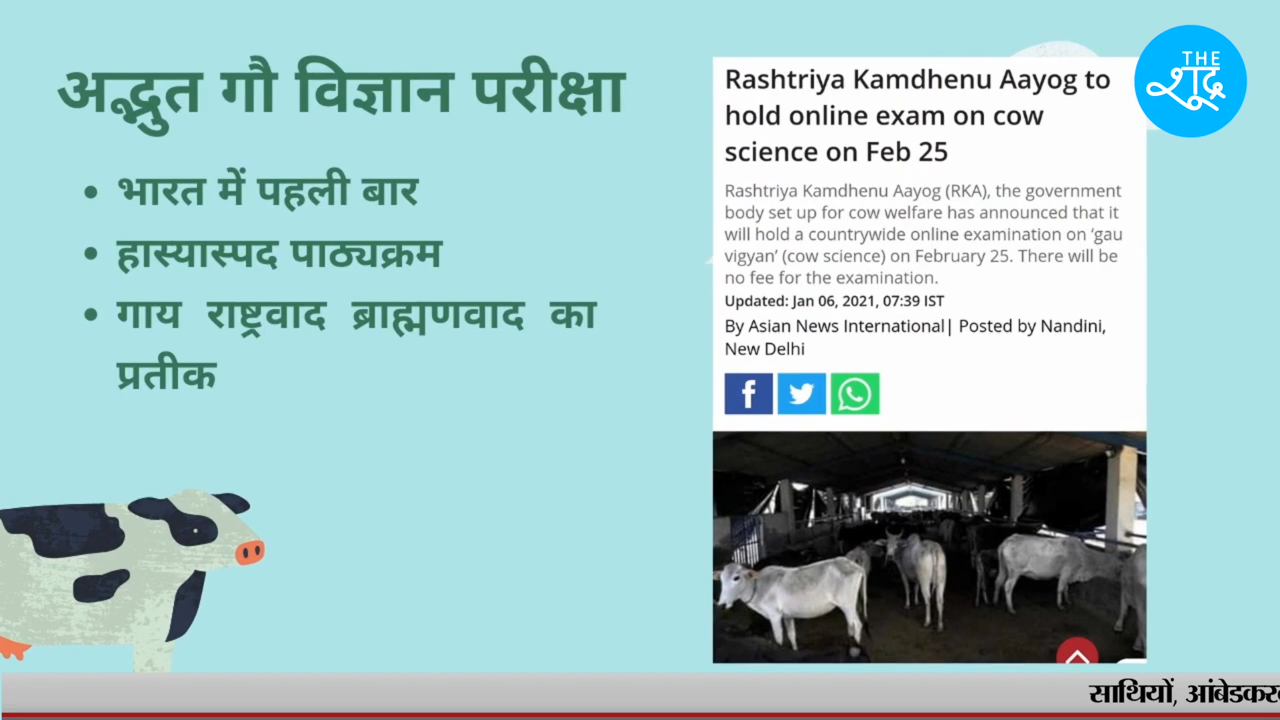 अद्भुत गौ विज्ञान परीक्षा
• भारत में पहली बार
• हास्यास्पद पाठ्यक्रम
• गाय राष्ट्रवाद ब्राह्मणवाद का
प्रतीक
Rashtriya Kamdhenu Aayog to
hold online exam on cow
science on Feb 25
Rashtriya Kamdhenu Aayog (RKA), the government
body set up for cow welfare has announced that it
will hold a countrywide online examination on ‘gau
vigyan’ (cow science) on February 25. There will be
no fee for the examination.
Updated: Jan 06, 2021, 07:39 IST
By Asian News International| Posted by Nandini,
New Delhi
THE
शूद्र
साथियों,